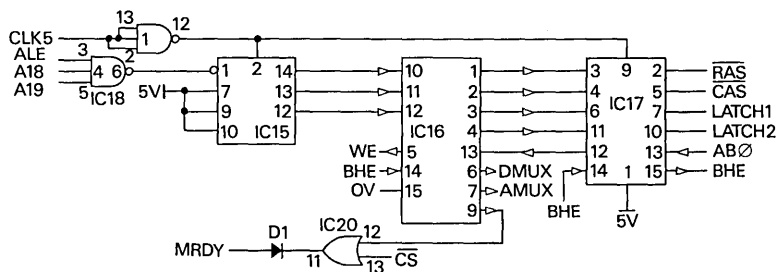 13 12
CLK5 1
ALE 3 2
A18 4 6
A19 5 IC18
1 2 14
5V 7 13
9 12
10 IC15
10 1
11 2
12 3
IC16 4
WE 5 13
BHE 14 6 DMUX
OV 15 7 AMUX
9
3 9 2 RAS
4 5 CAS
6 IC17 7 LATCH1
11 10 LATCH2
12 13 ABØ
14 1 15 BHE
BHE 5V
IC20
D1 12
MRDY 11 13 CS